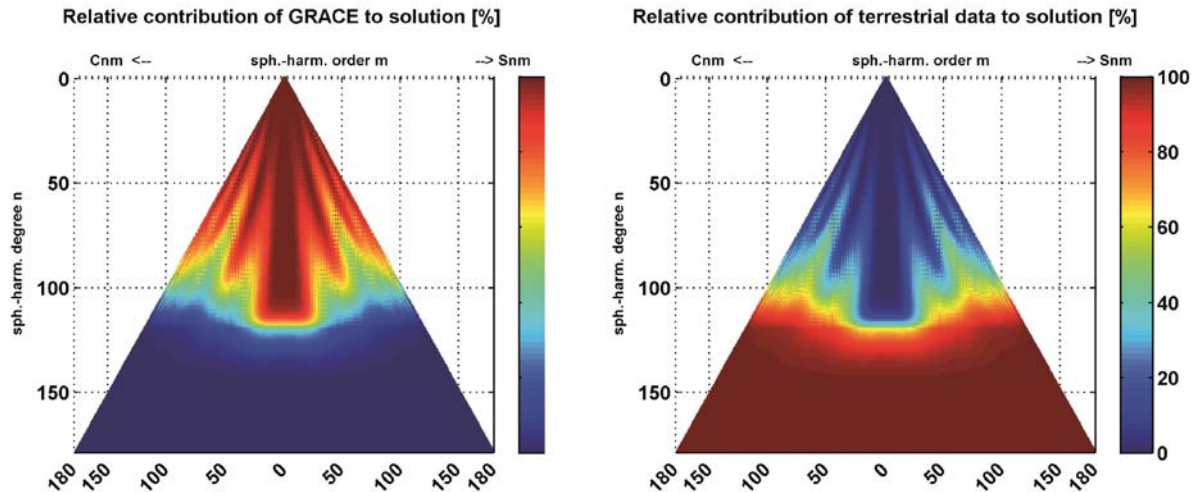 Relative contribution of GRACE to solution [%]
Cnm <-- sph.-harm. order m --> Snm
sph.-harm. degree n
0
50
100
150
180 150 100 50 0 50 100 150 180
Relative contribution of terrestrial data to solution [%]
Cnm <-- sph.-harm. order m --> Snm
sph.-harm. degree n
0
50
100
150
180 150 100 50 0 50 100 150 180
100
80
60
40
20
0